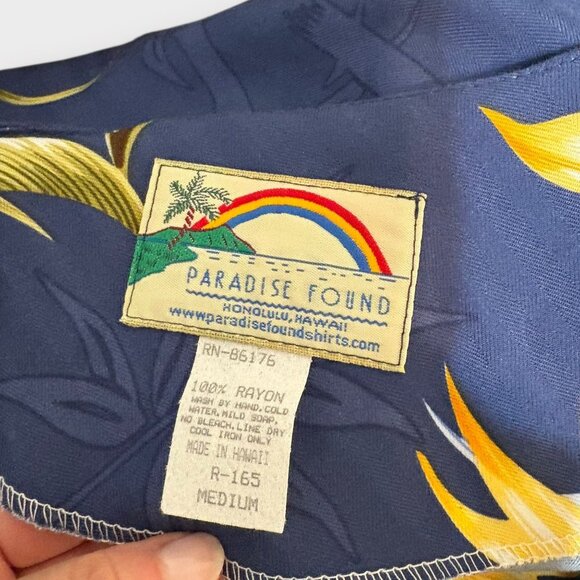 PARADISE FOUND
HONOLULU, HAWAII
www.paradisefoundshirts.com
RN-86176
100% RAYON
WASH BY HAND, COLD
WATER, MILD SOAP,
NO BLEACH, LINE DRY
COOL IRON ONLY
MADE IN HAWAII
R-165
MEDIUM